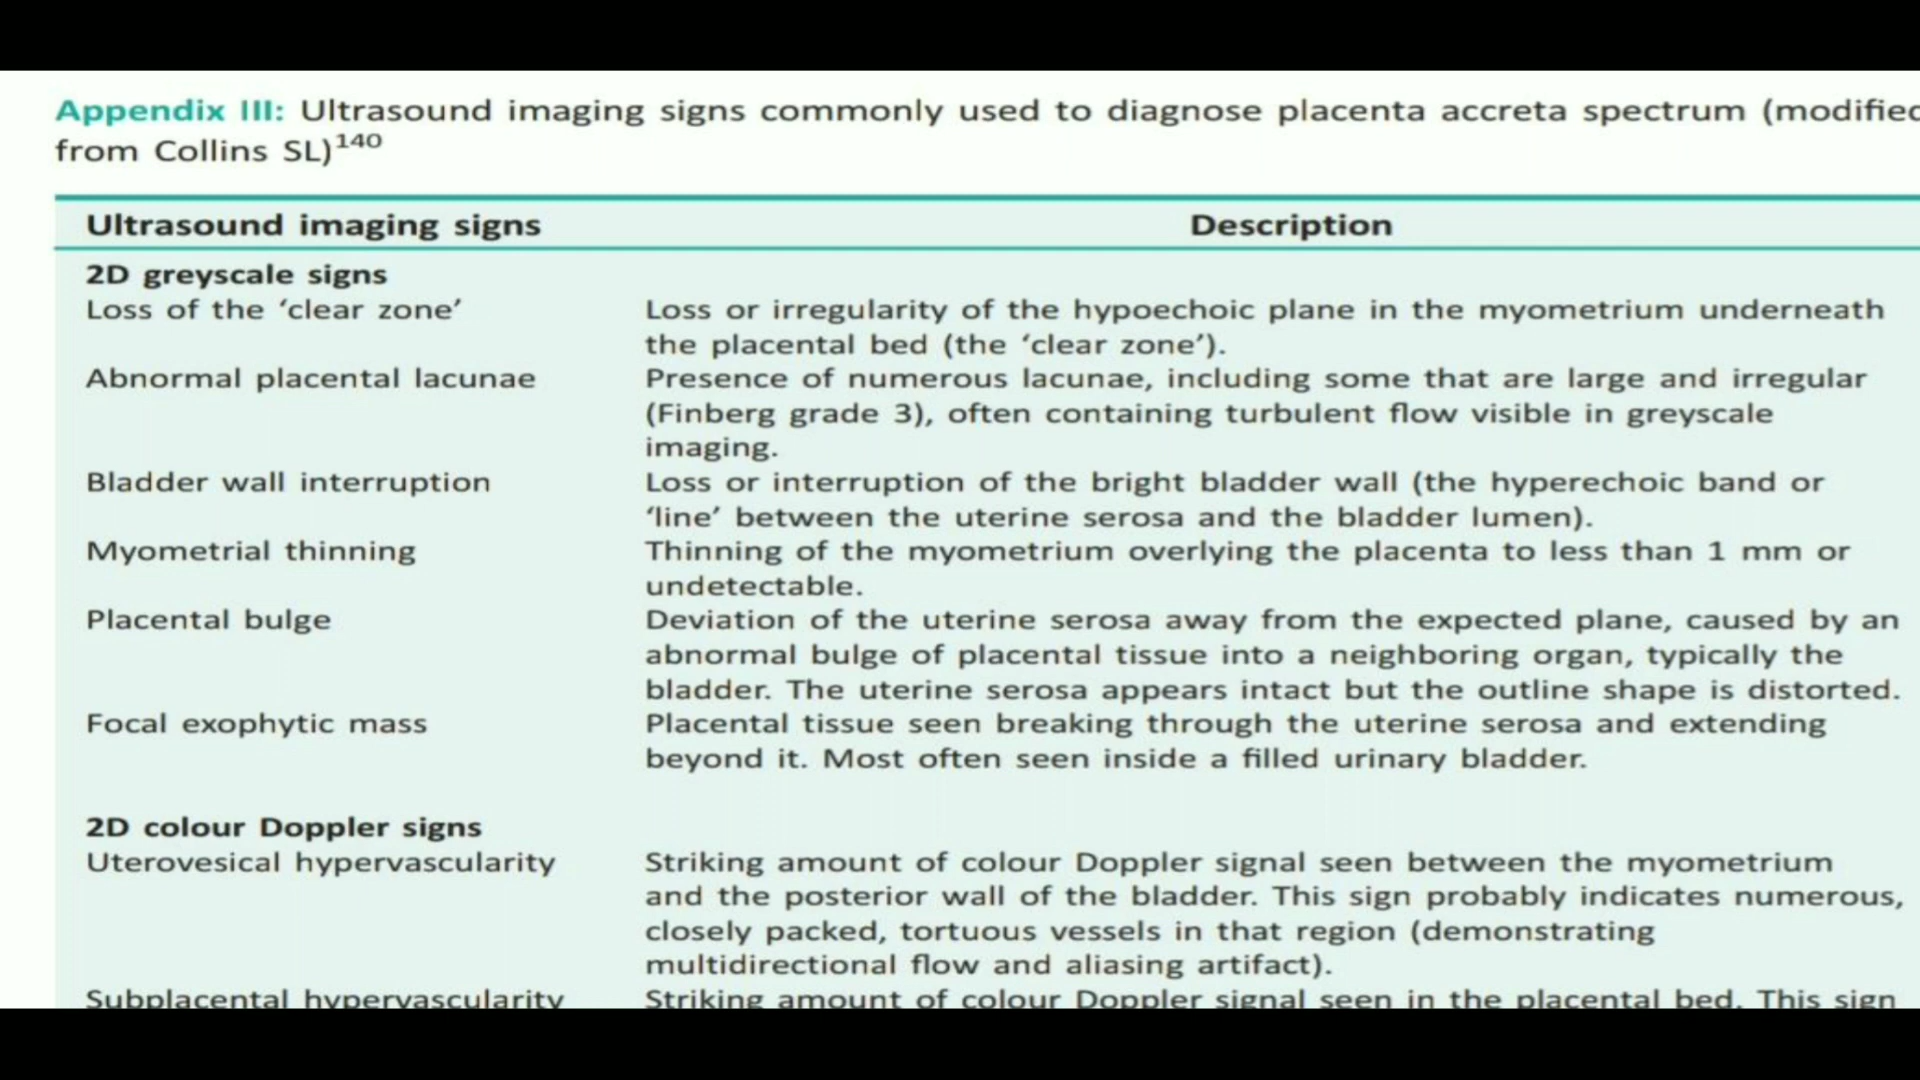 Appendix III: Ultrasound imaging signs commonly used to diagnose placenta accreta spectrum (modified
from Collins SL)140
Ultrasound imaging signs Description
2D greyscale signs
Loss of the ‘clear zone’ Loss or irregularity of the hypoechoic plane in the myometrium underneath
the placental bed (the ‘clear zone’).
Abnormal placental lacunae Presence of numerous lacunae, including some that are large and irregular
(Finberg grade 3), often containing turbulent flow visible in greyscale
imaging.
Bladder wall interruption Loss or interruption of the bright bladder wall (the hyperechoic band or
‘line’ between the uterine serosa and the bladder lumen).
Myometrial thinning Thinning of the myometrium overlying the placenta to less than 1 mm or
undetectable.
Placental bulge Deviation of the uterine serosa away from the expected plane, caused by an
abnormal bulge of placental tissue into a neighboring organ, typically the
bladder. The uterine serosa appears intact but the outline shape is distorted.
Focal exophytic mass Placental tissue seen breaking through the uterine serosa and extending
beyond it. Most often seen inside a filled urinary bladder.
2D colour Doppler signs
Uterovesical hypervascularity Striking amount of colour Doppler signal seen between the myometrium
and the posterior wall of the bladder. This sign probably indicates numerous,
closely packed, tortuous vessels in that region (demonstrating
multidirectional flow and aliasing artifact).
Subplacental hypervascularity Striking amount of colour Doppler signal seen in the placental bed. This sign